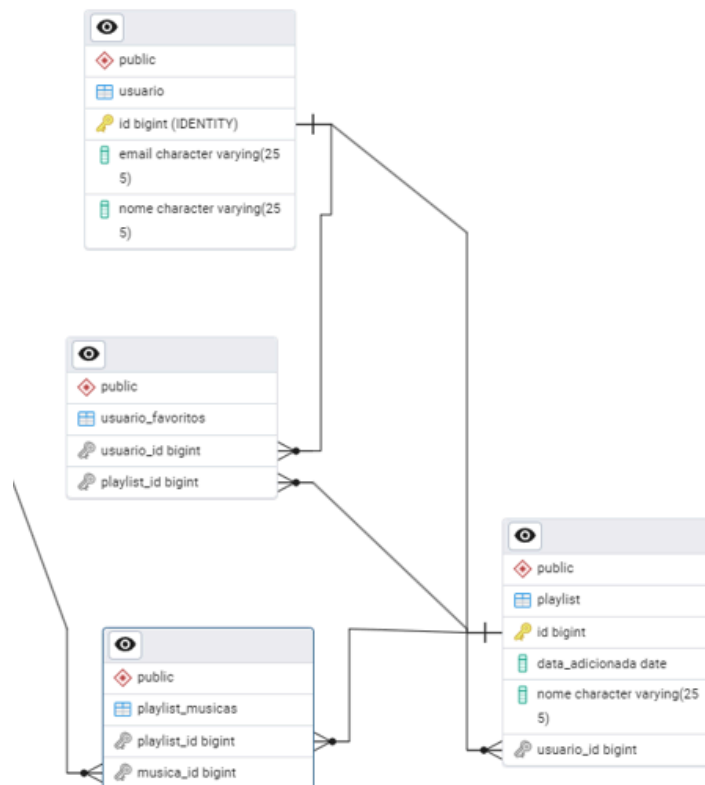 public
usuario
id bigint (IDENTITY)
email character varying(25
5)
nome character varying(25
5)
public
usuario_favoritos
usuario_id bigint
playlist_id bigint
public
playlist
id bigint
data_adicionada date
nome character varying(25
5)
usuario_id bigint
public
playlist_musicas
playlist_id bigint
musica_id bigint